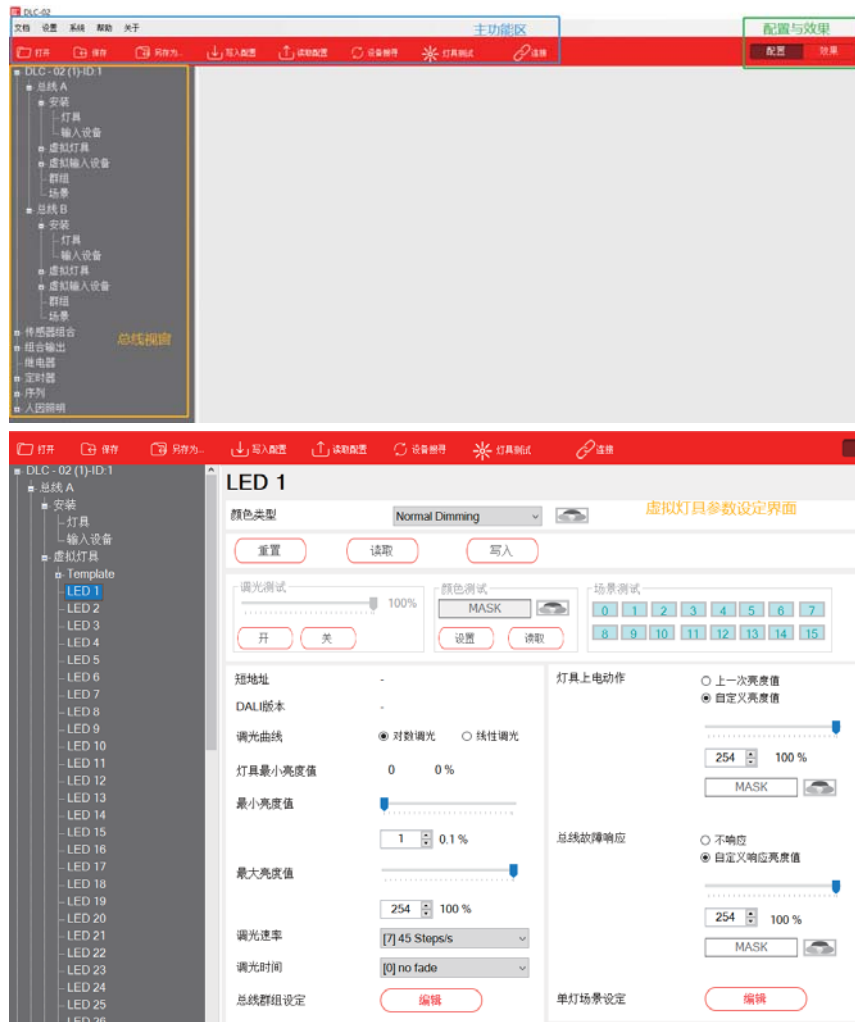 DLC-02
文档 设置 系统 帮助 关于
主功能区
配置与效果
打开 保存 另存为... 写入配置 读取配置 设备搜寻 灯具测试 连接 配置 效果
DLC - 02 (1)-ID:1
总线 A
安装
灯具
输入设备
虚拟灯具
虚拟输入设备
群组
场景
总线 B
安装
灯具
输入设备
虚拟灯具
虚拟输入设备
群组
场景
传感器组合
组合输出
继电器
定时器
序列
人因照明
总线视窗
打开 保存 另存为... 写入配置 读取配置 设备搜寻 灯具测试 连接
DLC - 02 (1)-ID:1
总线 A
安装
灯具
输入设备
虚拟灯具
Template
LED 1
LED 2
LED 3
LED 4
LED 5
LED 6
LED 7
LED 8
LED 9
LED 10
LED 11
LED 12
LED 13
LED 14
LED 15
LED 16
LED 17
LED 18
LED 19
LED 20
LED 21
LED 22
LED 23
LED 24
LED 25
LED 26
LED 1
颜色类型 Normal Dimming
虚拟灯具参数设定界面
重置 读取 写入
调光测试
100%
开 关
颜色测试
MASK
设置 读取
场景测试
0 1 2 3 4 5 6 7
8 9 10 11 12 13 14 15
短地址 -
DALI版本 -
调光曲线 对数调光 线性调光
灯具最小亮度值 0 0 %
最小亮度值
1 0.1 %
最大亮度值
254 100 %
调光速率 [7] 45 Steps/s
调光时间 [0] no fade
总线群组设定 编辑
灯具上电动作 上一次亮度值
自定义亮度值
254 100 %
MASK
总线故障响应 不响应
自定义响应亮度值
254 100 %
MASK
单灯场景设定 编辑